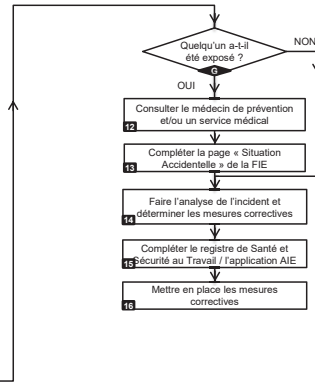 Quelqu'un a-t-il
été exposé ?
NON
G
OUI
Consulter le médecin de prévention
et/ou un service médical
12
Compléter la page « Situation
Accidentelle » de la FIE
13
Faire l'analyse de l'incident et
déterminer les mesures correctives
14
Compléter le registre de Santé et
Sécurité au Travail / l'application AIE
15
Mettre en place les mesures
correctives
16